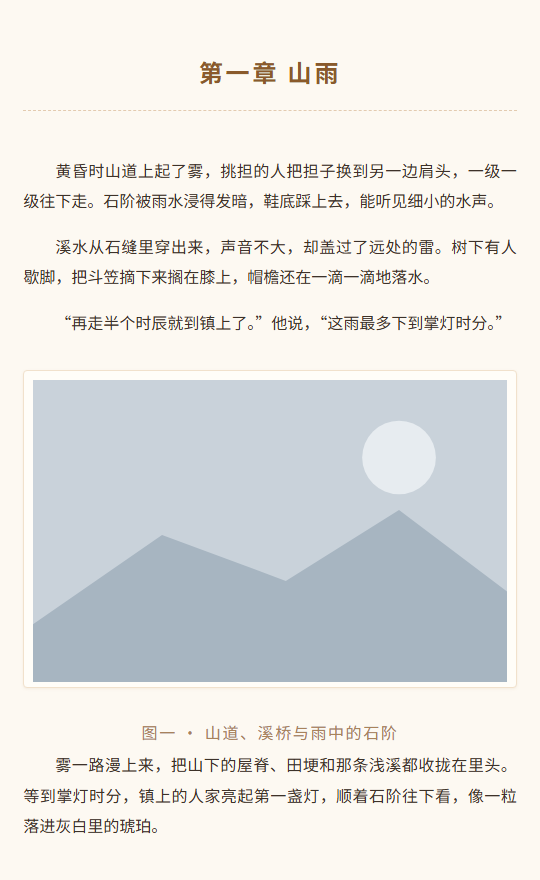 第一章 山雨
黄昏时山道上起了雾，挑担的人把担子换到另一边肩头，一级一
级往下走。石阶被雨水浸得发暗，鞋底踩上去，能听见细小的水声。
溪水从石缝里穿出来，声音不大，却盖过了远处的雷。树下有人
歇脚，把斗笠摘下来搁在膝上，帽檐还在一滴一滴地落水。
“再走半个时辰就到镇上了。”他说，“这雨最多下到掌灯时分。”
图一 · 山道、溪桥与雨中的石阶
雾一路漫上来，把山下的屋脊、田埂和那条浅溪都收拢在里头。
等到掌灯时分，镇上的人家亮起第一盏灯，顺着石阶往下看，像一粒
落进灰白里的琥珀。